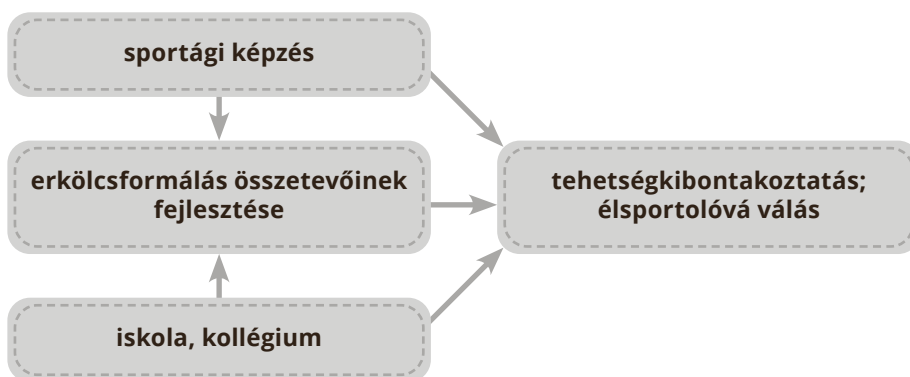 sportági képzés
erkölcsformálás összetevőinek
fejlesztése
tehetségkibontakoztatás;
élsportolóvá válás
iskola, kollégium